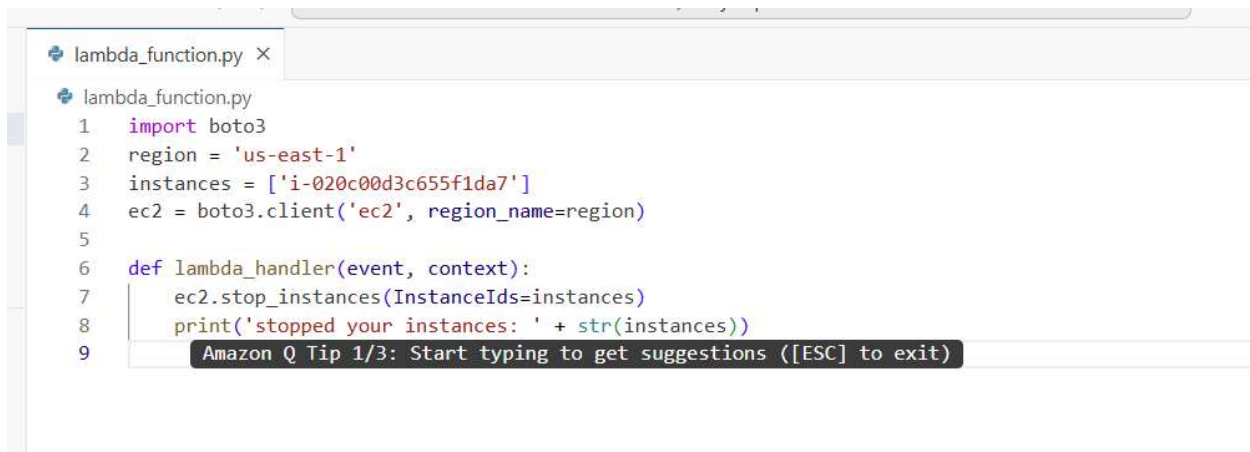 lambda_function.py ×
lambda_function.py
1 import boto3
2 region = 'us-east-1'
3 instances = ['i-020c00d3c655f1da7']
4 ec2 = boto3.client('ec2', region_name=region)
5
6 def lambda_handler(event, context):
7 ec2.stop_instances(InstanceIds=instances)
8 print('stopped your instances: ' + str(instances))
9 Amazon Q Tip 1/3: Start typing to get suggestions ([ESC] to exit)